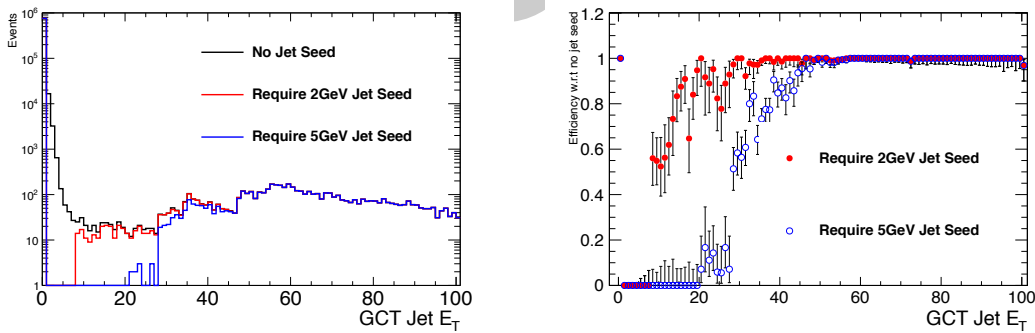 Events
10⁶
10⁵
10⁴
10³
10²
10
1
No Jet Seed
Require 2GeV Jet Seed
Require 5GeV Jet Seed
0 20 40 60 80 100
GCT Jet E_T
Efficiency w.r.t no jet seed
1.2
1
0.8
0.6
0.4
0.2
0
Require 2GeV Jet Seed
Require 5GeV Jet Seed
0 20 40 60 80 100
GCT Jet E_T